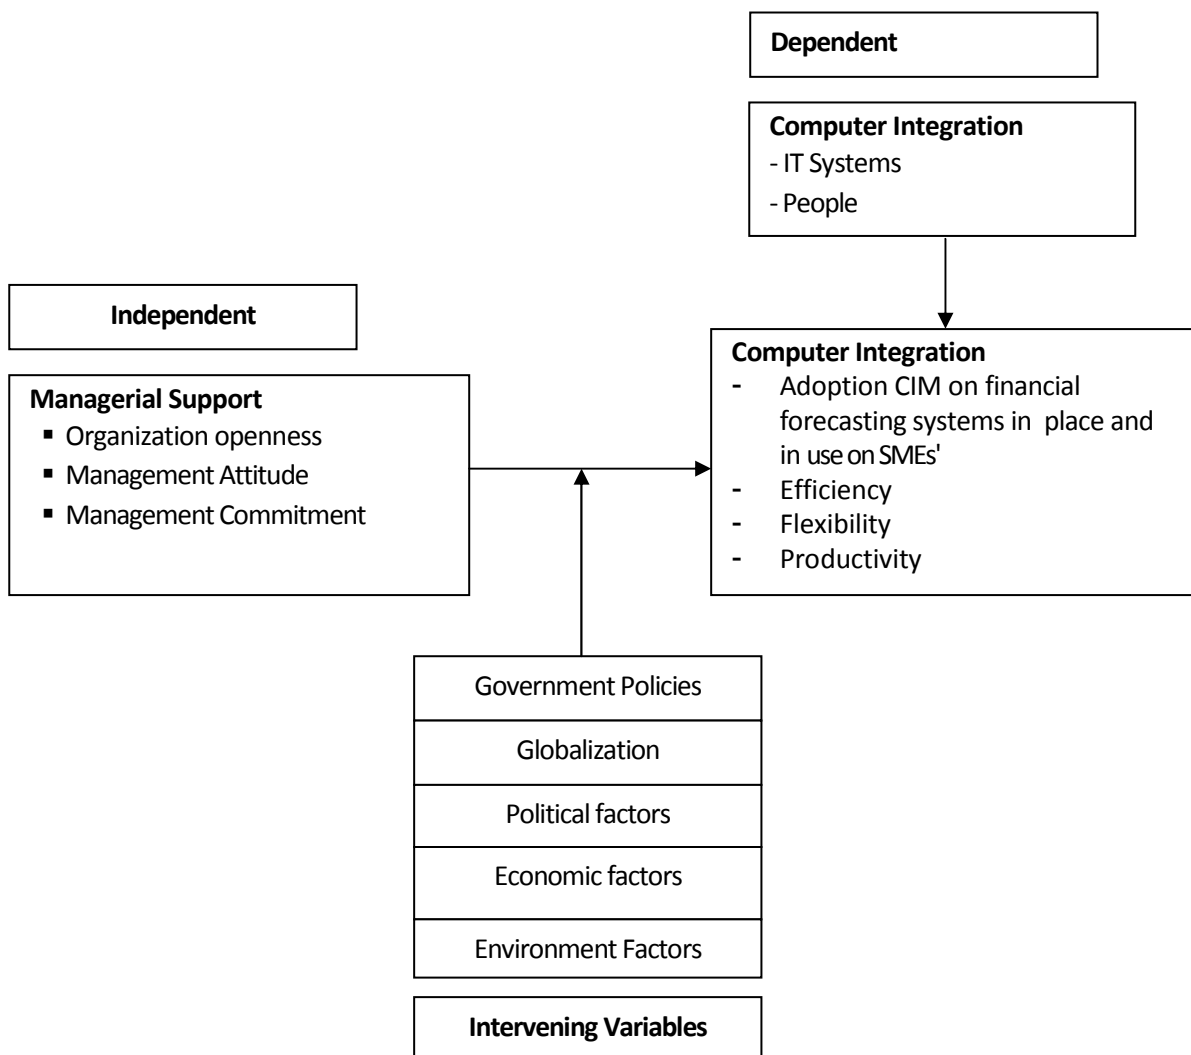 Dependent
Computer Integration
- IT Systems
- People
Independent
Managerial Support
▪ Organization openness
▪ Management Attitude
▪ Management Commitment
Computer Integration
- Adoption CIM on financial
forecasting systems in place and
in use on SMEs'
- Efficiency
- Flexibility
- Productivity
Government Policies
Globalization
Political factors
Economic factors
Environment Factors
Intervening Variables